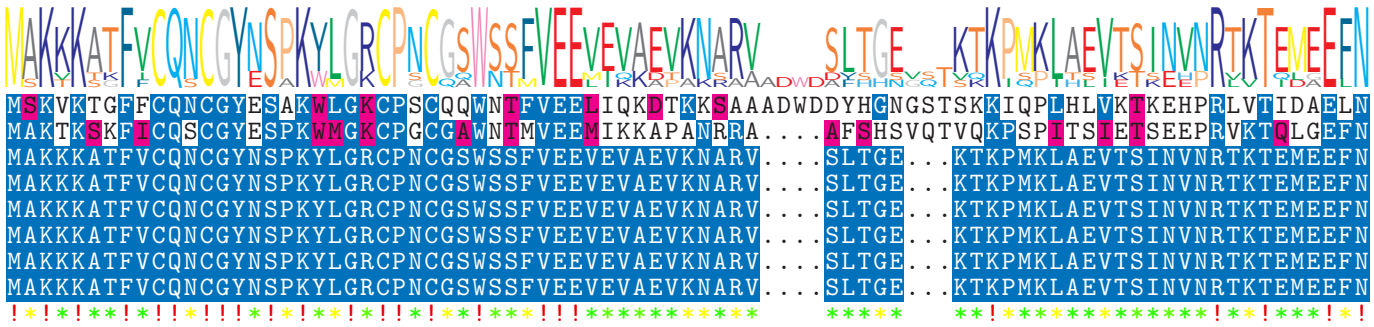 MAKKKATFVCQNCGYNSPKYLGRCPNCGSWSSFVEEVEVAEVKNARV SLTGE KTKPMKLAEVTSINVNRTKTEMEEFN
MSKVKTGFFCQNCGYESAKWLGKCPSCQQWNTFVEELIQKDTKKSAAADWDDYHGNGSTSKKIQPLHLVKTKEHPRLVTIDAELN
MAKTKSKFICQSCGYESPKWMGKCPGCGAWNTMVEEMIKKAPANRRA....AFSHSVQTVQKPSPITSIETSEEPRVKTQLGEFN
MAKKKATFVCQNCGYNSPKYLGRCPNCGSWSSFVEEVEVAEVKNARV....SLTGE...KTKPMKLAEVTSINVNRTKTEMEEFN
MAKKKATFVCQNCGYNSPKYLGRCPNCGSWSSFVEEVEVAEVKNARV....SLTGE...KTKPMKLAEVTSINVNRTKTEMEEFN
MAKKKATFVCQNCGYNSPKYLGRCPNCGSWSSFVEEVEVAEVKNARV....SLTGE...KTKPMKLAEVTSINVNRTKTEMEEFN
MAKKKATFVCQNCGYNSPKYLGRCPNCGSWSSFVEEVEVAEVKNARV....SLTGE...KTKPMKLAEVTSINVNRTKTEMEEFN
MAKKKATFVCQNCGYNSPKYLGRCPNCGSWSSFVEEVEVAEVKNARV....SLTGE...KTKPMKLAEVTSINVNRTKTEMEEFN
MAKKKATFVCQNCGYNSPKYLGRCPNCGSWSSFVEEVEVAEVKNARV....SLTGE...KTKPMKLAEVTSINVNRTKTEMEEFN
!*!*!**!*!!*!!!*!*!**!*!!*!**!***!!!*********** ***** **!*************!**!***!*!